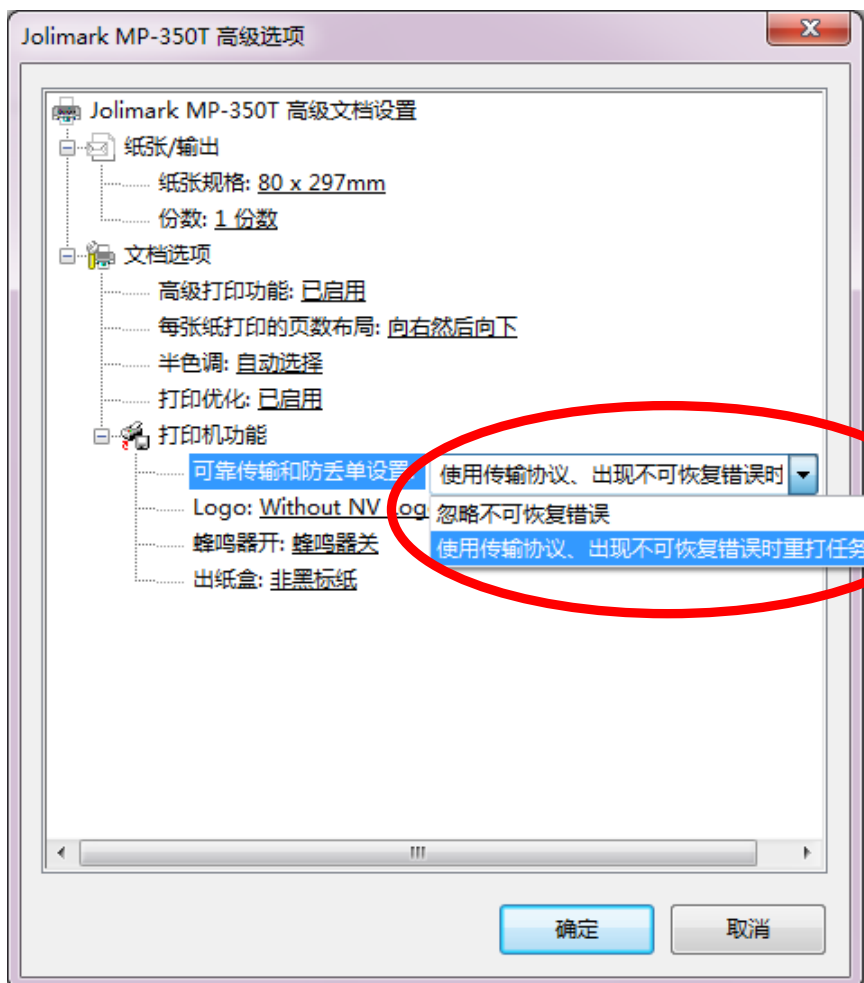 Jolimark MP-350T 高级选项
Jolimark MP-350T 高级文档设置
纸张/输出
纸张规格: 80 x 297mm
份数: 1 份数
文档选项
高级打印功能: 已启用
每张纸打印的页数布局: 向右然后向下
半色调: 自动选择
打印优化: 已启用
打印机功能
可靠传输和防丢单设置: 使用传输协议、出现不可恢复错误时
Logo: Without NV Log
忽略不可恢复错误
使用传输协议、出现不可恢复错误时重打任务
蜂鸣器开: 蜂鸣器关
出纸盒: 非黑标纸
确定
取消